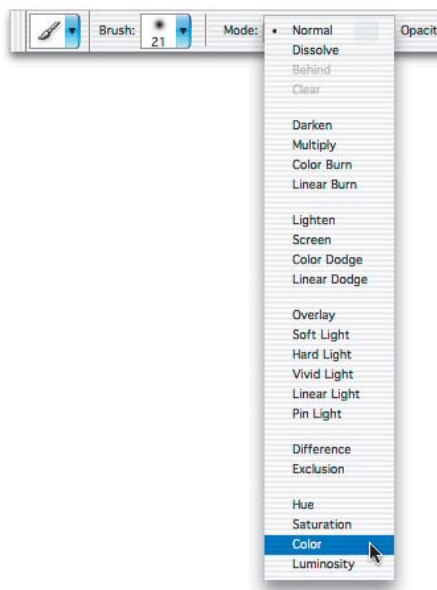 Brush: 21 Mode: • Normal Opacit
Dissolve
Behind
Clear
Darken
Multiply
Color Burn
Linear Burn
Lighten
Screen
Color Dodge
Linear Dodge
Overlay
Soft Light
Hard Light
Vivid Light
Linear Light
Pin Light
Difference
Exclusion
Hue
Saturation
Color
Luminosity